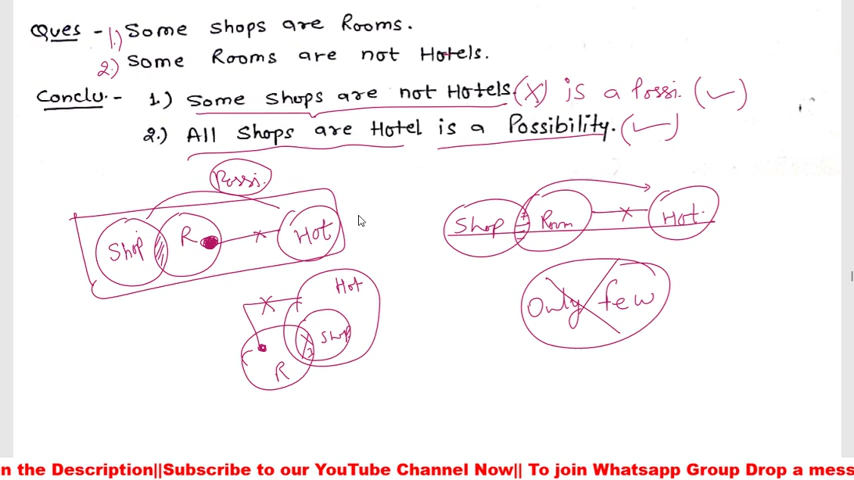 Ques - 1.) Some shops are Rooms.
2.) Some Rooms are not Hotels.
Conclu. - 1.) Some shops are not Hotels. (X) is a Possi. (✓)
2.) All Shops are Hotel is a Possibility. (✓)
Possi.
Shop R Hot
Shop Room Hot.
Hot
Shop
R
Only few
n the Description||Subscribe to our YouTube Channel Now|| To join Whatsapp Group Drop a mess